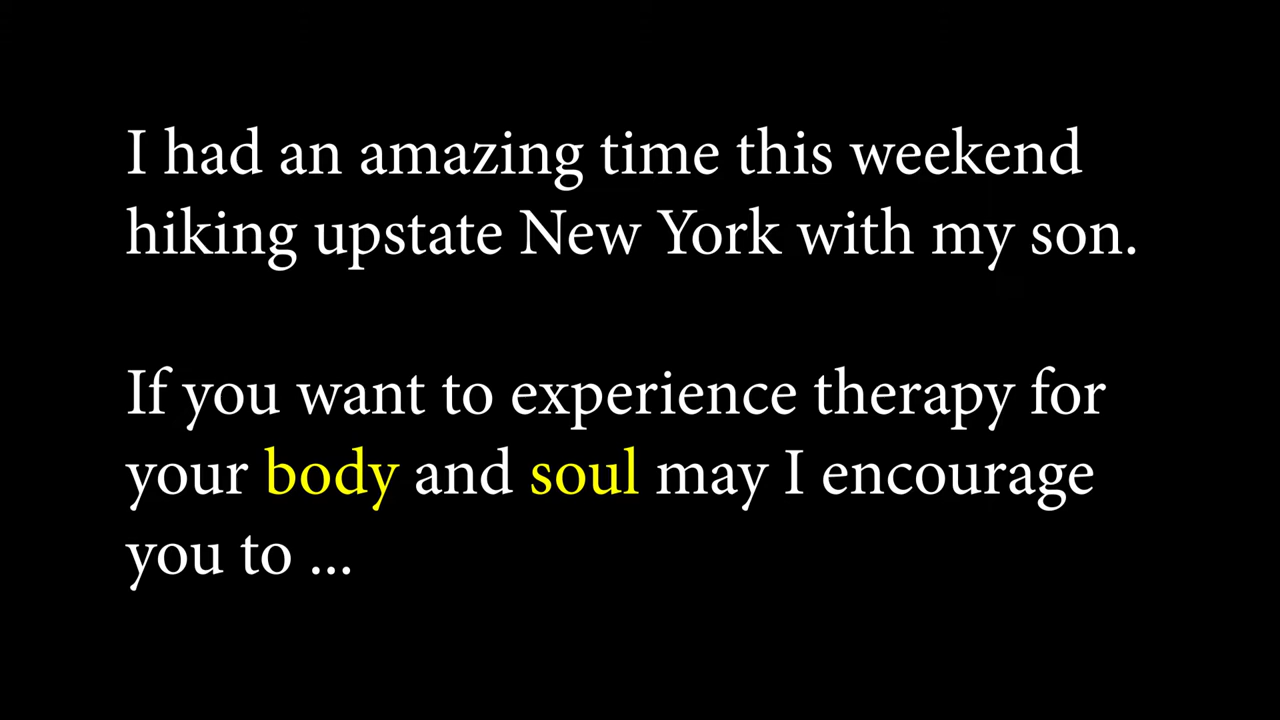 I had an amazing time this weekend
hiking upstate New York with my son.
If you want to experience therapy for
your body and soul may I encourage
you to ...